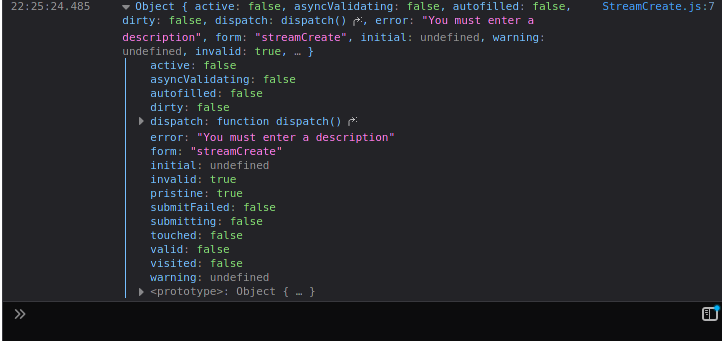 22:25:24.485 Object { active: false, asyncValidating: false, autofilled: false, StreamCreate.js:7
dirty: false, dispatch: dispatch(), error: "You must enter a
description", form: "streamCreate", initial: undefined, warning:
undefined, invalid: true, … }
active: false
asyncValidating: false
autofilled: false
dirty: false
dispatch: function dispatch()
error: "You must enter a description"
form: "streamCreate"
initial: undefined
invalid: true
pristine: true
submitFailed: false
submitting: false
touched: false
valid: false
visited: false
warning: undefined
<prototype>: Object { … }